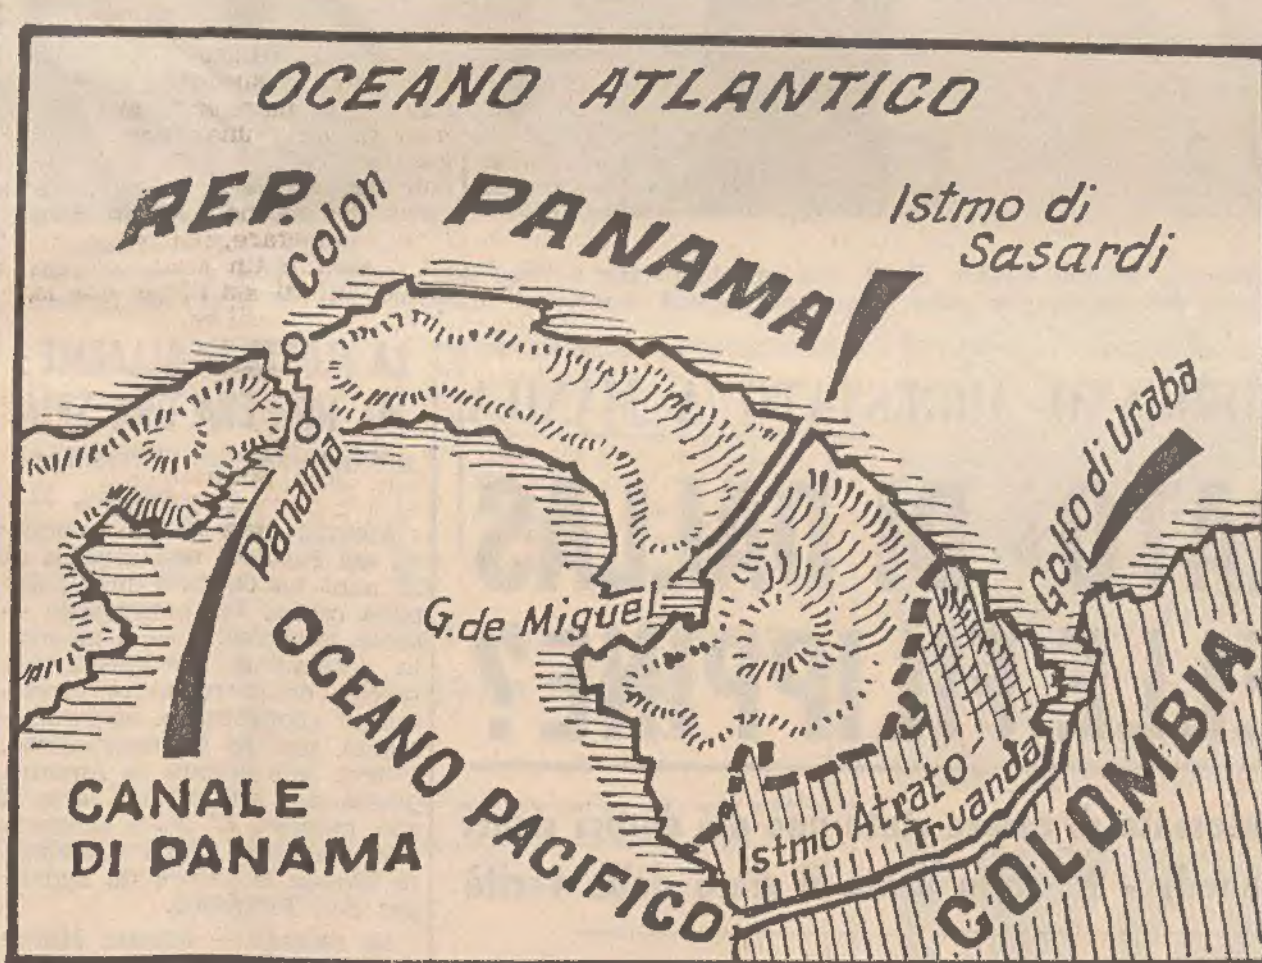 OCEANO ATLANTICO
REP. PANAMA
Colon
Istmo di
Sasardi
Golfo di Uraba
Panama
G. de Miguel
OCEANO PACIFICO
CANALE
DI PANAMA
Istmo Atrato
Truanda
COLOMBIA